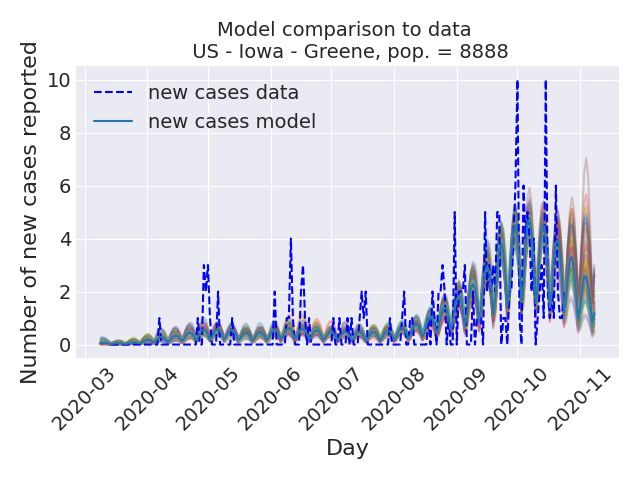 Model comparison to data
US - Iowa - Greene, pop. = 8888
Number of new cases reported
10
8
6
4
2
0
new cases data
new cases model
2020-03
2020-04
2020-05
2020-06
2020-07
2020-08
2020-09
2020-10
2020-11
Day